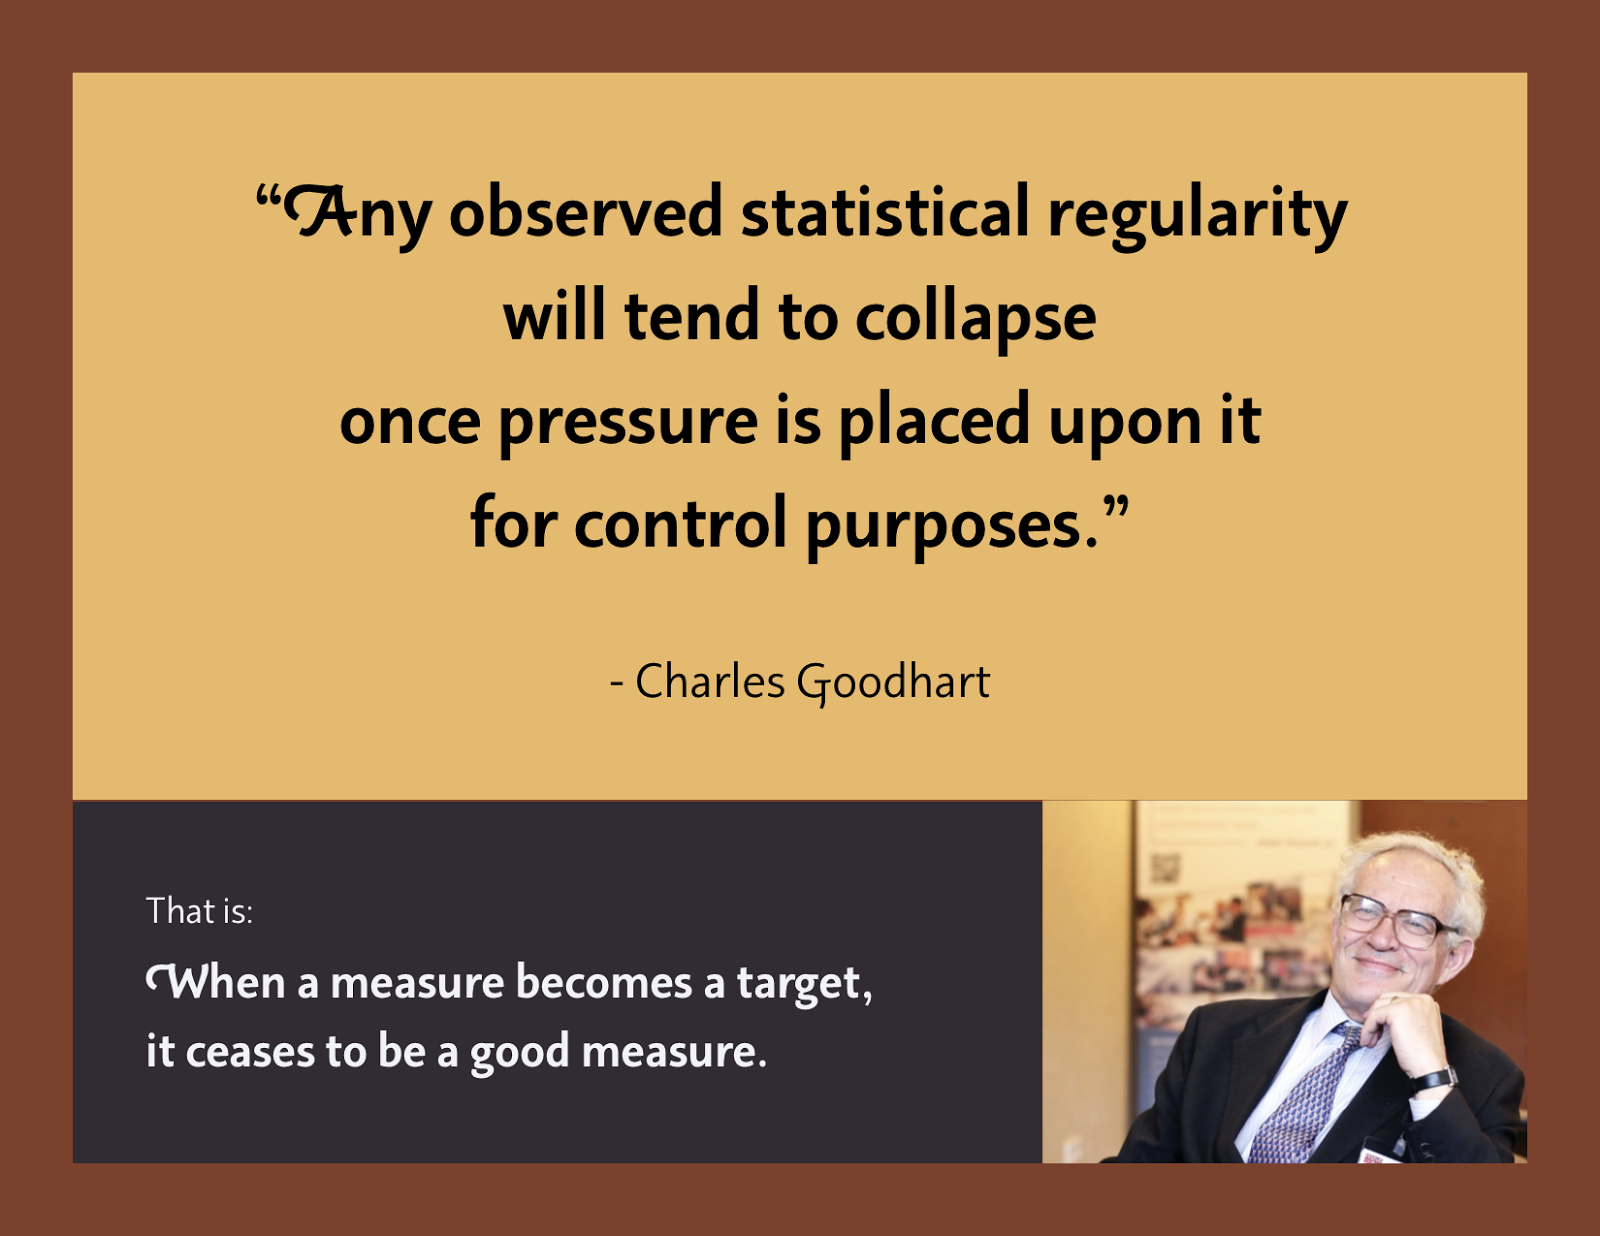 “Any observed statistical regularity
will tend to collapse
once pressure is placed upon it
for control purposes.”
- Charles Goodhart
That is:
When a measure becomes a target,
it ceases to be a good measure.